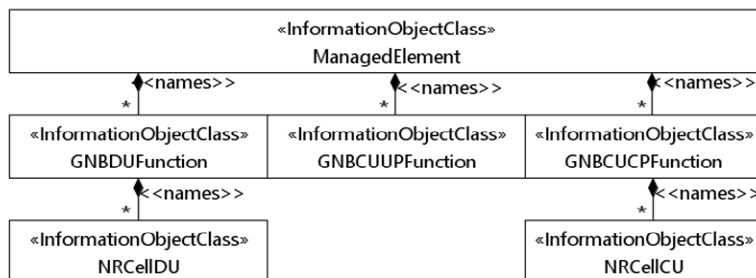 «InformationObjectClass»
ManagedElement
<<names>> <<names>> <<names>>
* * *
«InformationObjectClass» «InformationObjectClass» «InformationObjectClass»
GNBDUFunction GNBCUUPFunction GNBCUCPFunction
<<names>> <<names>>
* *
«InformationObjectClass» «InformationObjectClass»
NRCellDU NRCellCU